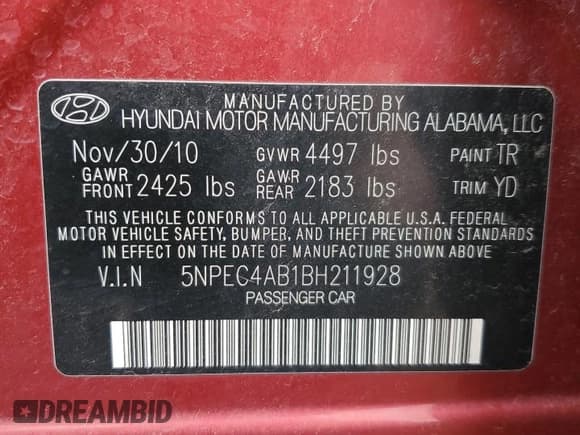 MANUFACTURED BY
HYUNDAI MOTOR MANUFACTURING ALABAMA, LLC
Nov/30/10 GVWR 4497 lbs PAINT TR
GAWR FRONT 2425 lbs GAWR REAR 2183 lbs TRIM YD
THIS VEHICLE CONFORMS TO ALL APPLICABLE U.S.A. FEDERAL
MOTOR VEHICLE SAFETY, BUMPER, AND THEFT PREVENTION STANDARDS
IN EFFECT ON THE DATE OF MANUFACTURE SHOWN ABOVE
V.I.N 5NPEC4AB1BH211928
PASSENGER CAR
DREAMBID